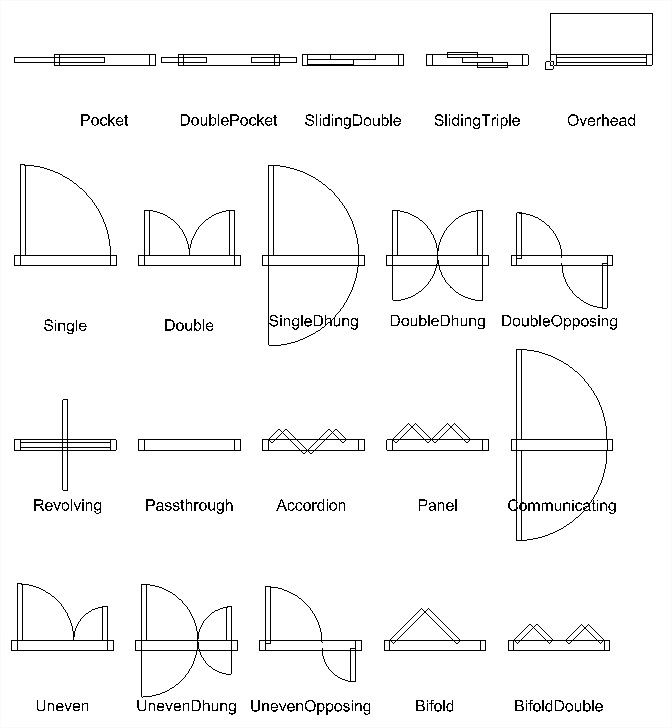 Pocket DoublePocket SlidingDouble SlidingTriple Overhead
Single Double SingleDhung DoubleDhung DoubleOpposing
Revolving Passthrough Accordion Panel Communicating
Uneven UnevenDhung UnevenOpposing Bifold BifoldDouble